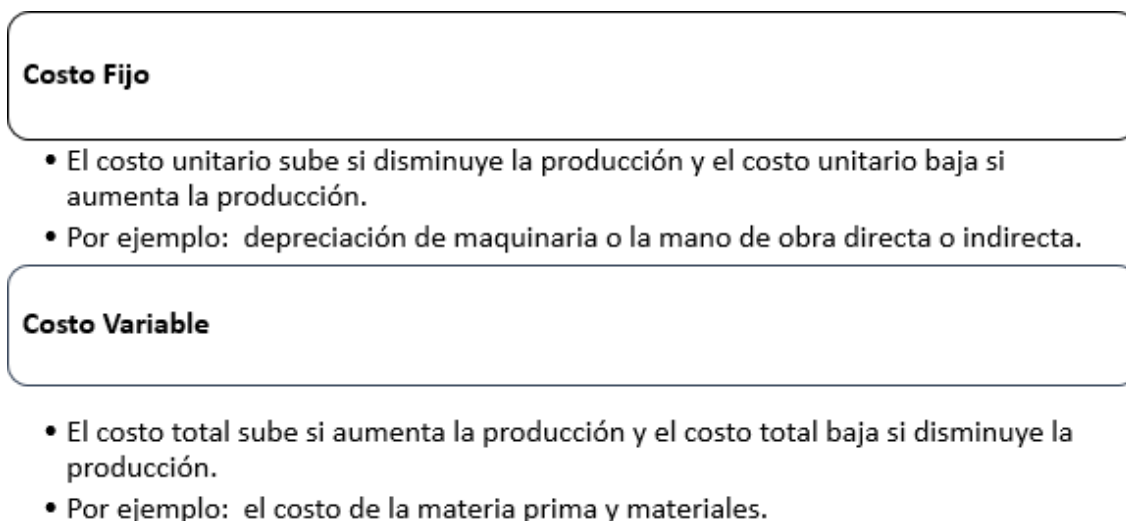 Costo Fijo
• El costo unitario sube si disminuye la producción y el costo unitario baja si
aumenta la producción.
• Por ejemplo:  depreciación de maquinaria o la mano de obra directa o indirecta.
Costo Variable
• El costo total sube si aumenta la producción y el costo total baja si disminuye la
producción.
• Por ejemplo:  el costo de la materia prima y materiales.